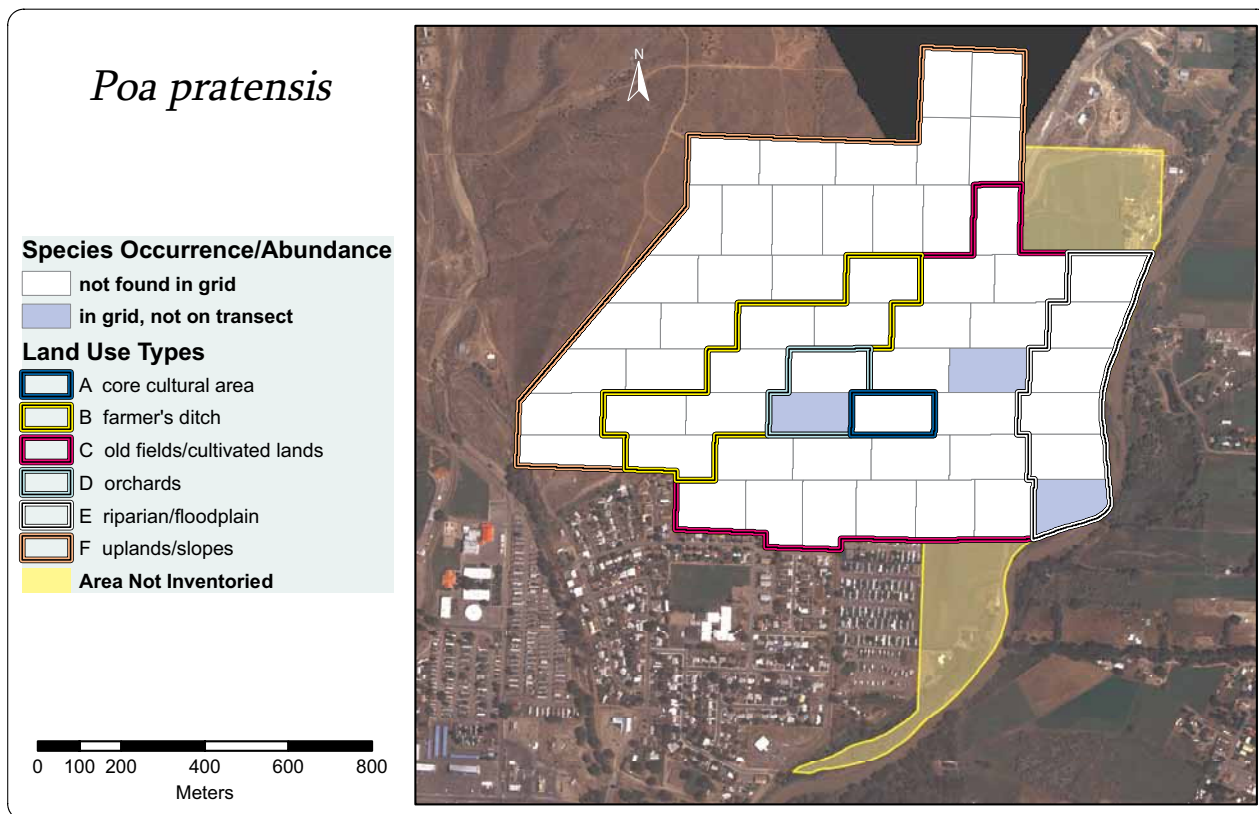 Poa pratensis
Species Occurrence/Abundance
not found in grid
in grid, not on transect
Land Use Types
A core cultural area
B farmer's ditch
C old fields/cultivated lands
D orchards
E riparian/floodplain
F uplands/slopes
Area Not Inventoried
0 100 200 400 600 800
Meters
N